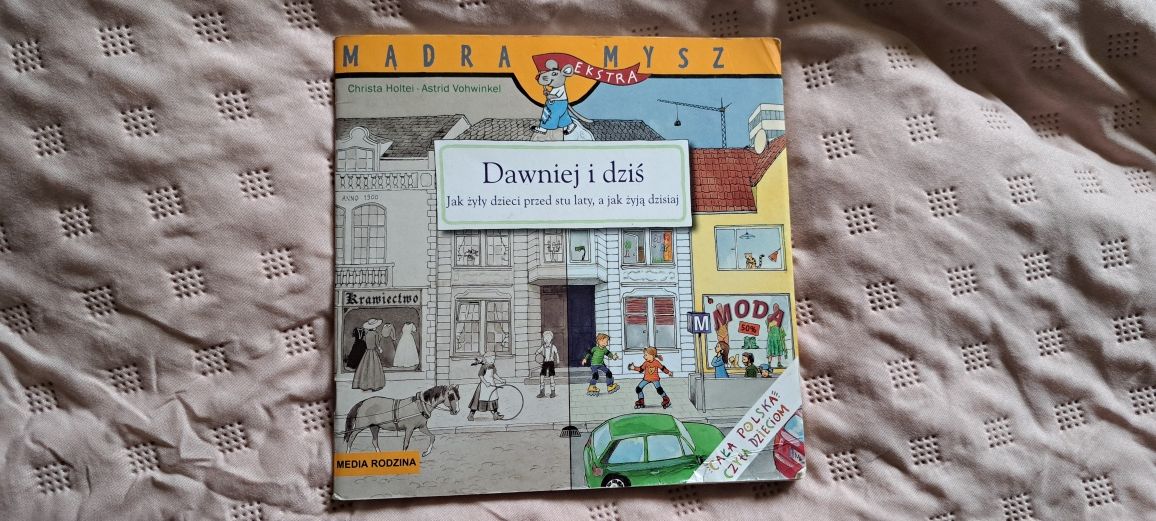 MĄDRA MYSZ
EKSTRA
Christa Holtei · Astrid Vohwinkel
Dawniej i dziś
Jak żyły dzieci przed stu laty, a jak żyją dzisiaj
ANNO 1900
Krawiectwo
M
MODA
50%
CAŁA POLSKA
CZYTA DZIECIOM
MEDIA RODZINA